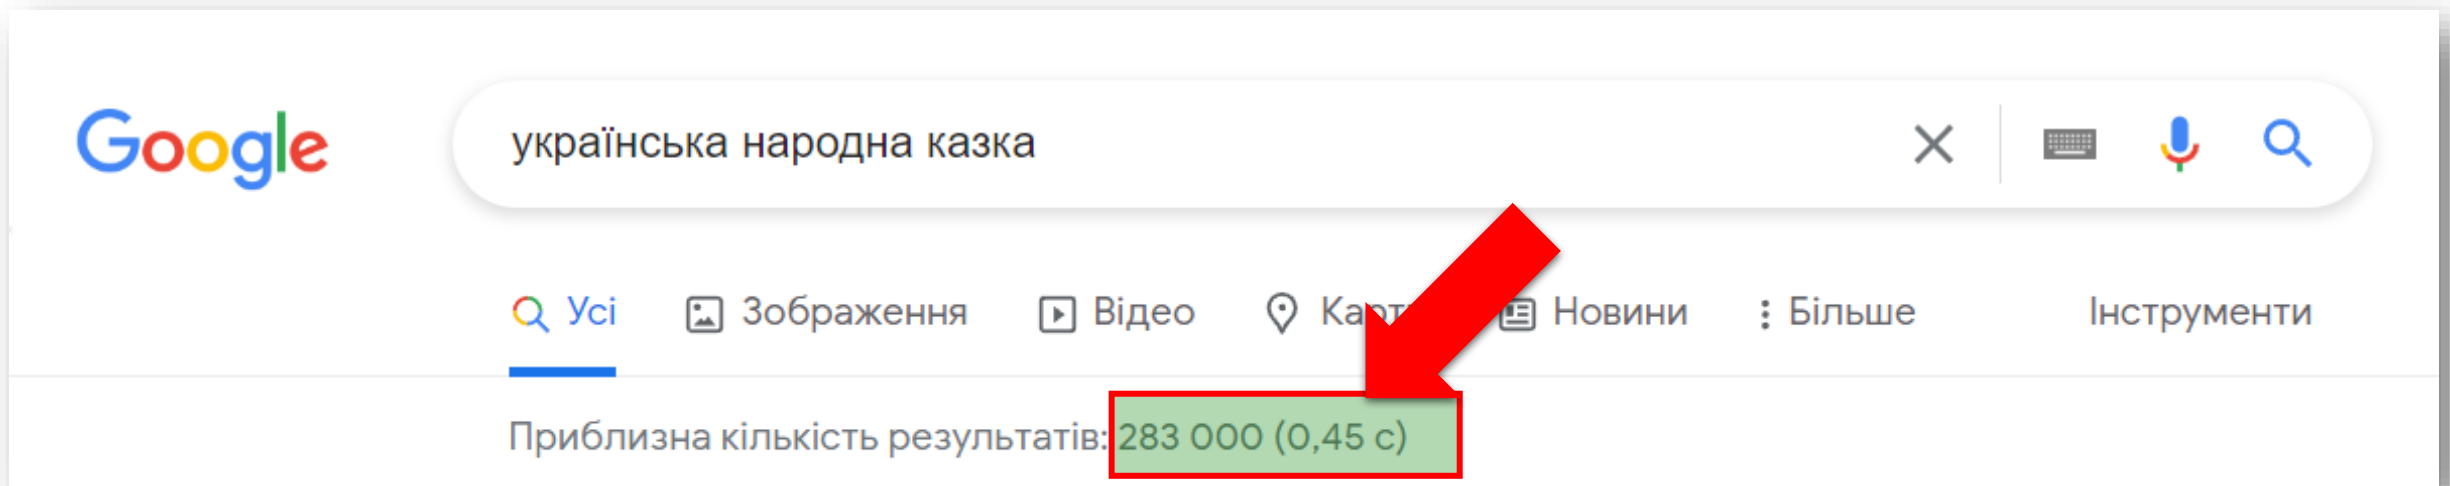 Google
українська народна казка
Усі Зображення Відео Новини Більше Інструменти
Приблизна кількість результатів: 283 000 (0,45 с)